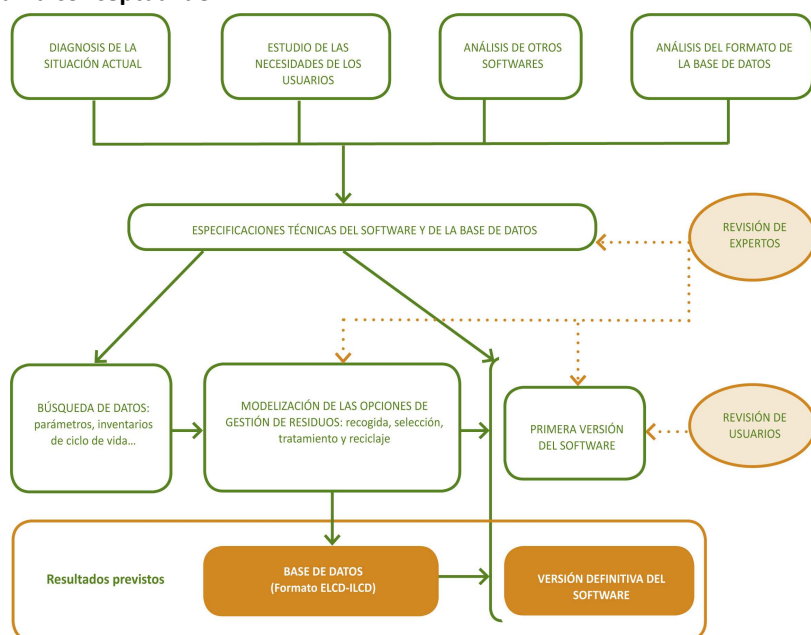 DIAGNOSIS DE LA
SITUACIÓN ACTUAL
ESTUDIO DE LAS
NECESIDADES DE LOS
USUARIOS
ANÁLISIS DE OTROS
SOFTWARES
ANÁLISIS DEL FORMATO DE
LA BASE DE DATOS
ESPECIFICACIONES TÉCNICAS DEL SOFTWARE Y DE LA BASE DE DATOS
REVISIÓN DE
EXPERTOS
BÚSQUEDA DE DATOS:
parámetros, inventarios
de ciclo de vida...
MODELIZACIÓN DE LAS OPCIONES DE
GESTIÓN DE RESIDUOS: recogida, selección,
tratamiento y reciclaje
PRIMERA VERSIÓN
DEL SOFTWARE
REVISIÓN DE
USUARIOS
Resultados previstos
BASE DE DATOS
(Formato ELCD-ILCD)
VERSIÓN DEFINITIVA DEL
SOFTWARE